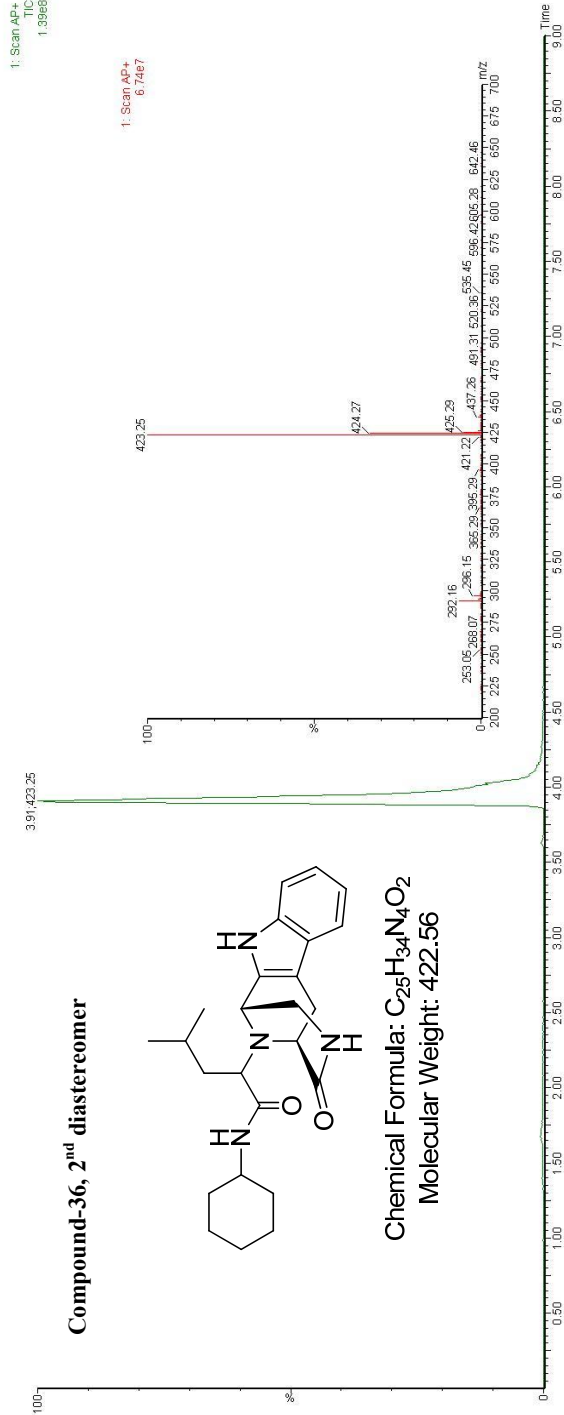 1: Scan AP+
TIC
1.39e8
3.91;423.25
100
%
0
0.50 1.00 1.50 2.00 2.50 3.00 3.50 4.00 4.50 5.00 5.50 6.00 6.50 7.00 7.50 8.00 8.50 9.00
Time
Compound-36, 2nd diastereomer
H
N
O
N
HN
O
N
H
Chemical Formula: C25H34N4O2
Molecular Weight: 422.56
1: Scan AP+
6.74e7
100
%
0
423.25
424.27
425.29
292.16
253.05 268.07 296.15 365.29 395.29 421.22 437.26 491.31 520.36 535.45 596.42 605.28 642.46
200 225 250 275 300 325 350 375 400 425 450 475 500 525 550 575 600 625 650 675 700
m/z